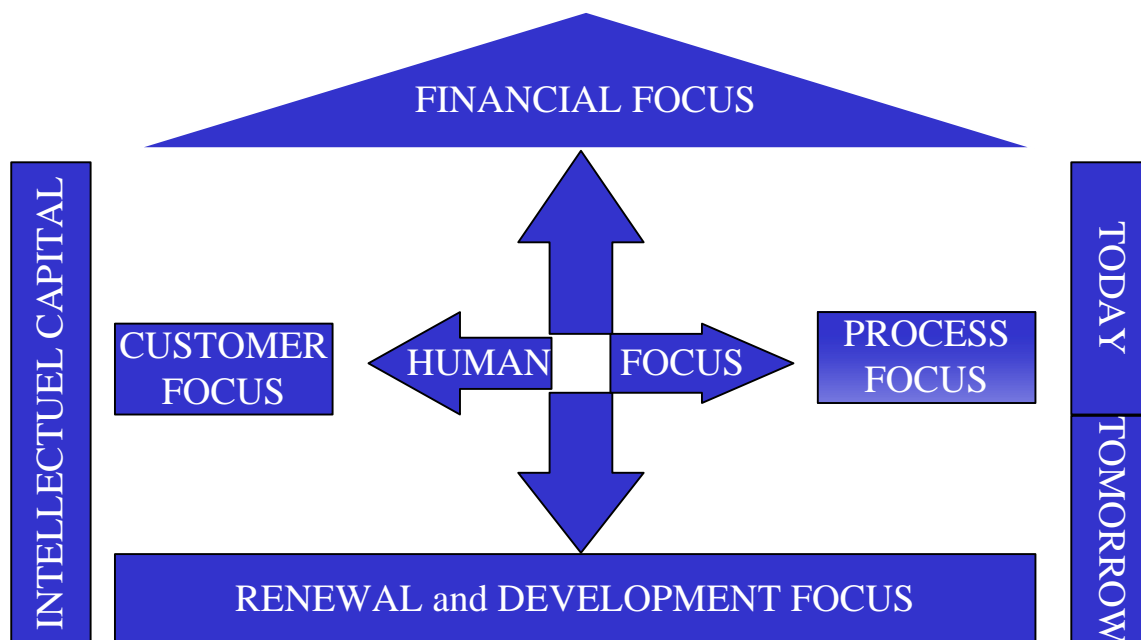 FINANCIAL FOCUS
INTELLECTUEL CAPITAL
TODAY
CUSTOMER
FOCUS
HUMAN FOCUS
PROCESS
FOCUS
TOMORROW
RENEWAL and DEVELOPMENT FOCUS